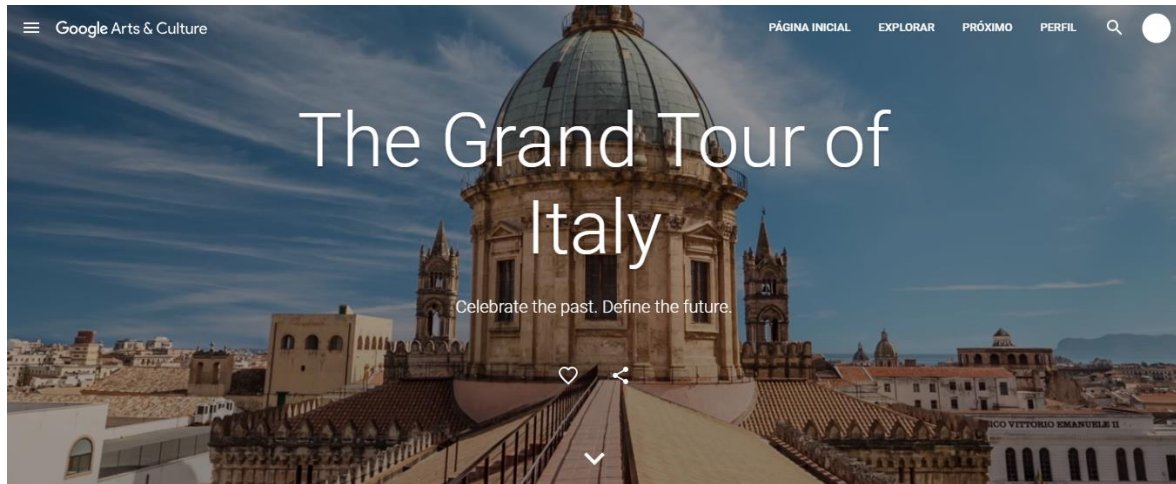 Google Arts & Culture
PÁGINA INICIAL EXPLORAR PRÓXIMO PERFIL
The Grand Tour of
Italy
Celebrate the past. Define the future.
ICO VITTORIO EMANUELE II